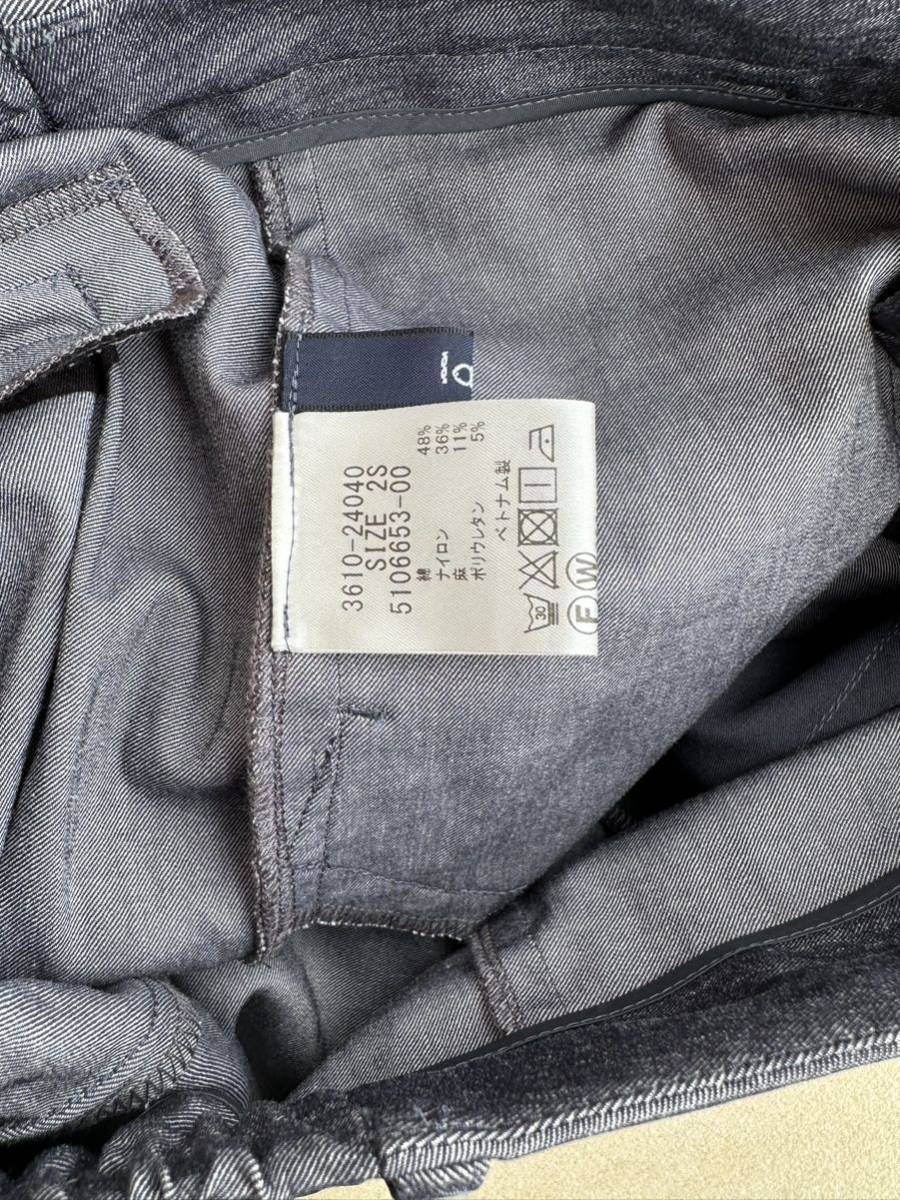 3610-24040
SIZE 2S
5106653-00
綿 48%
ナイロン 36%
麻 11%
ポリウレタン 5%
ベトナム製
30
F W